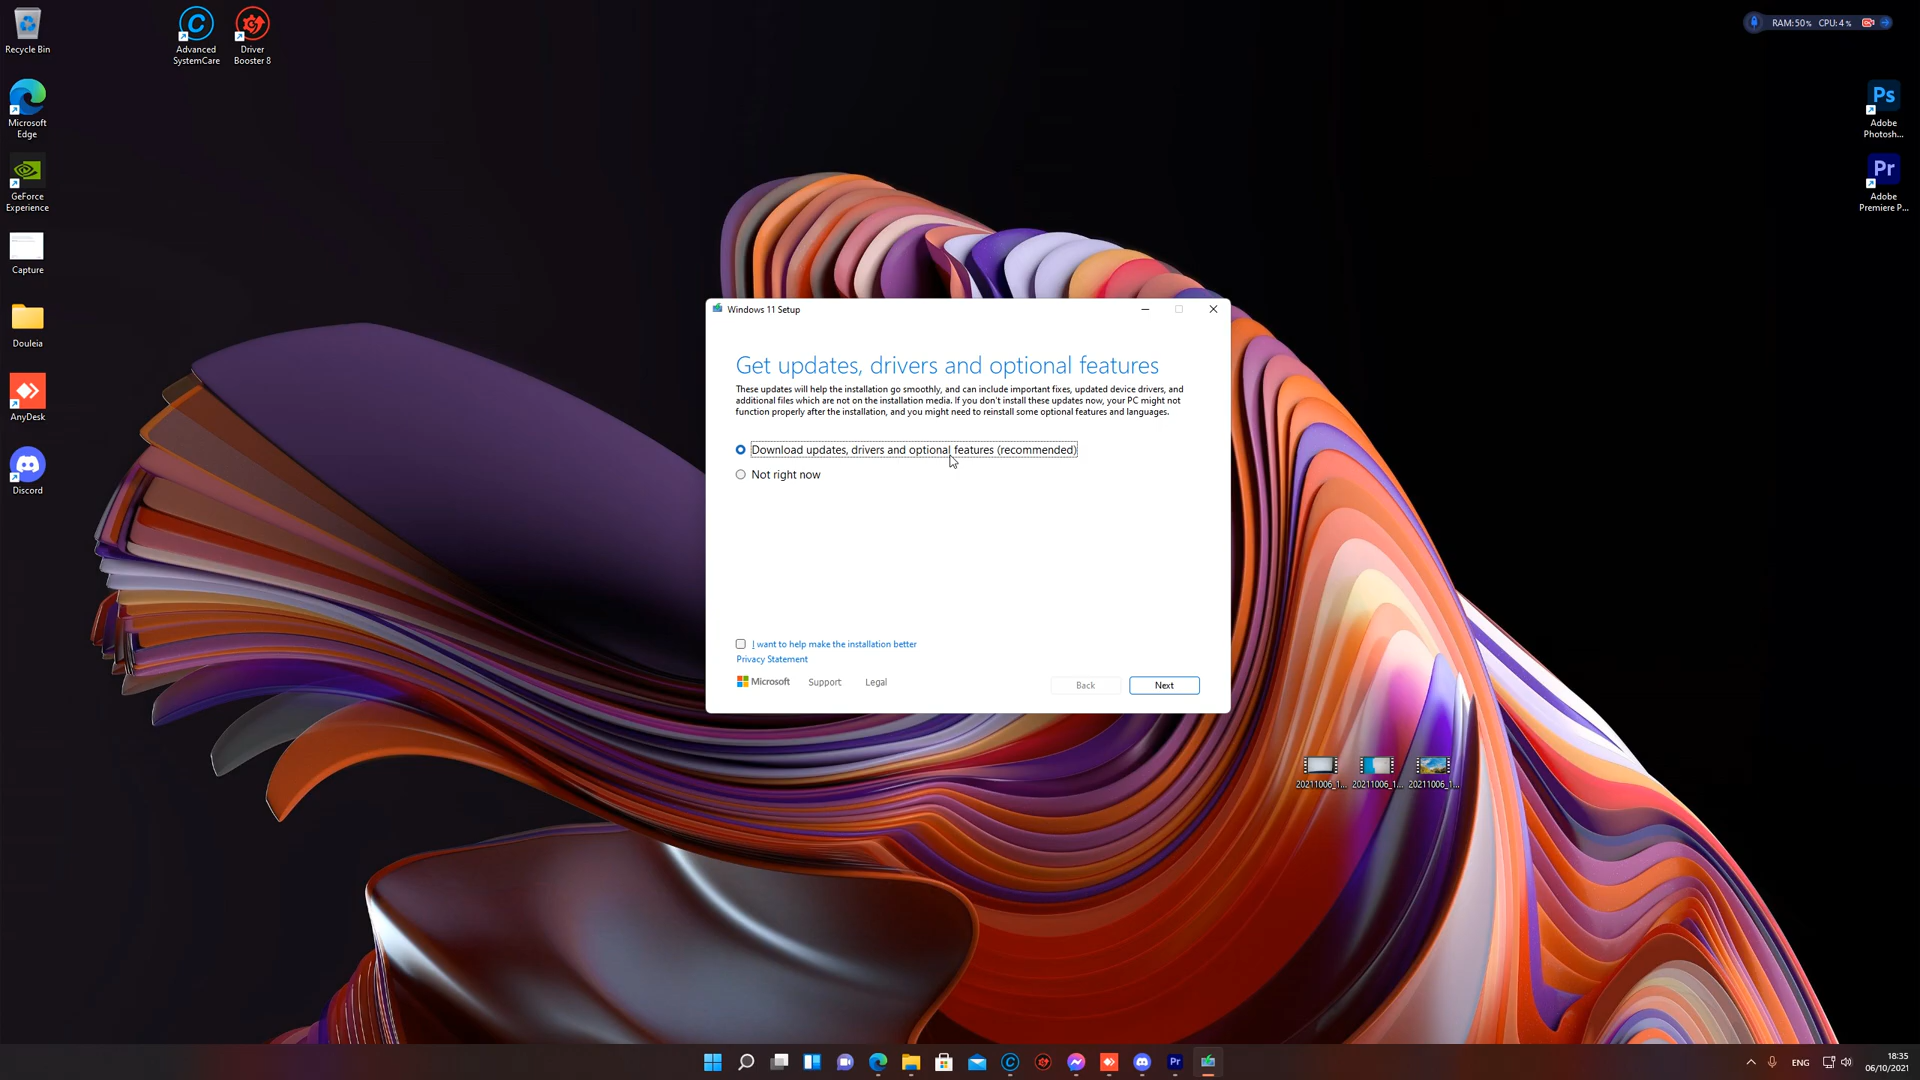 Recycle Bin
Advanced
SystemCare
Driver
Booster 8
RAM: 50% CPU: 4%
Microsoft
Edge
GeForce
Experience
Capture
Douleia
AnyDesk
Discord
Ps
Adobe
Photosh...
Pr
Adobe
Premiere P...
Windows 11 Setup
Get updates, drivers and optional features
These updates will help the installation go smoothly, and can include important fixes, updated device drivers, and
additional files which are not on the installation media. If you don't install these updates now, your PC might not
function properly after the installation, and you might need to reinstall some optional features and languages.
Download updates, drivers and optional features (recommended)
Not right now
I want to help make the installation better
Privacy Statement
Microsoft Support Legal
Back Next
20211006_1... 20211006_1... 20211006_1...
Pr
ENG
18:35
06/10/2021